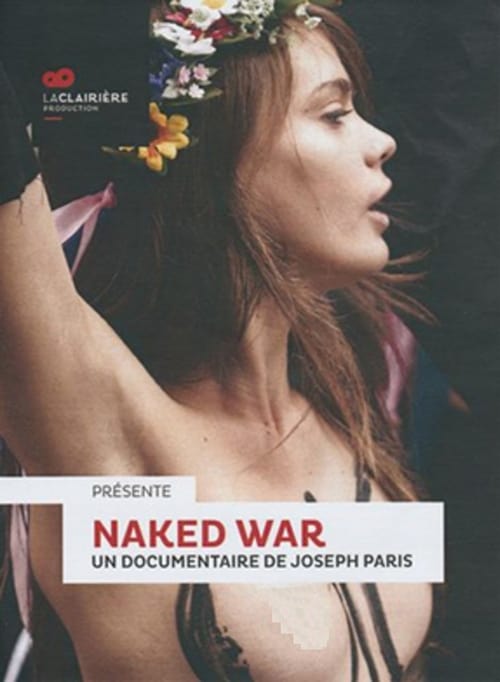 LACLAIRIÈRE
PRODUCTION
PRÉSENTE
NAKED WAR
UN DOCUMENTAIRE DE JOSEPH PARIS